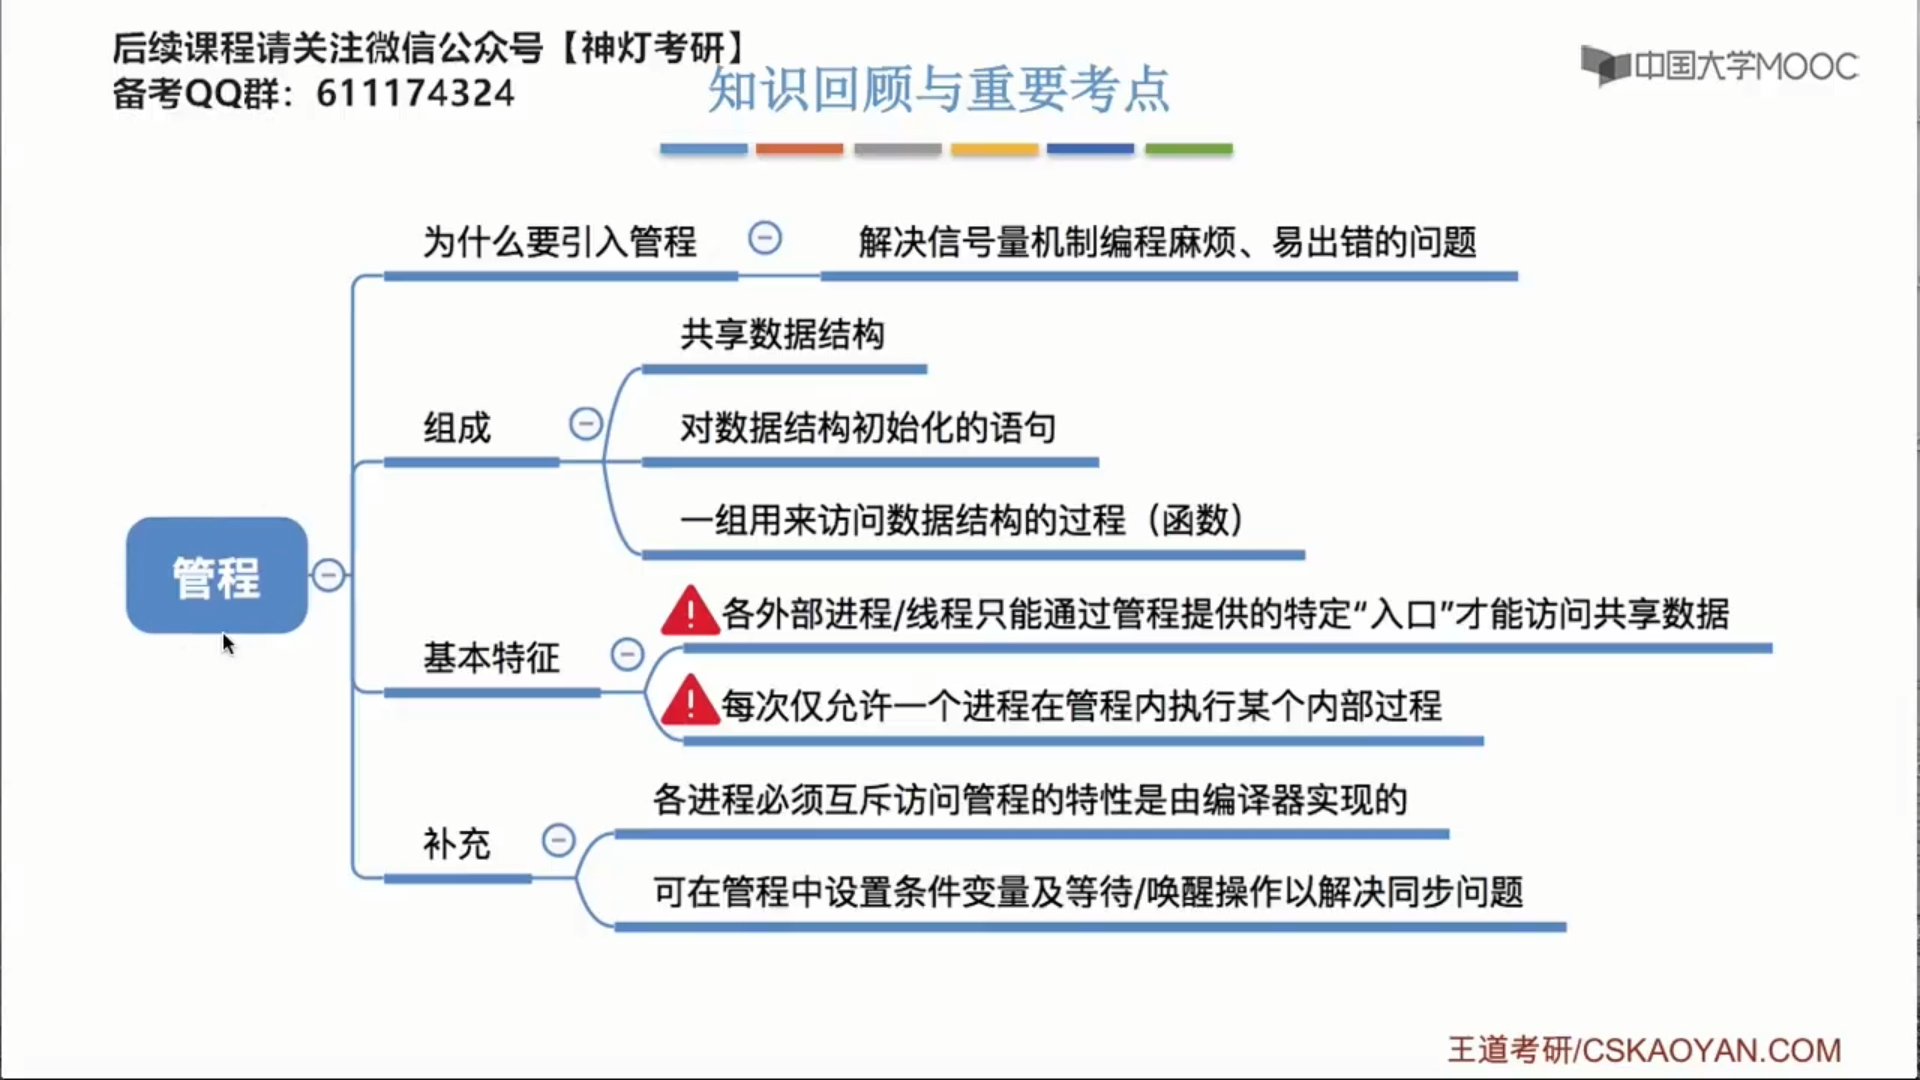 后续课程请关注微信公众号【神灯考研】
备考QQ群：611174324
知识回顾与重要考点
中国大学MOOC
为什么要引入管程
解决信号量机制编程麻烦、易出错的问题
共享数据结构
组成
对数据结构初始化的语句
一组用来访问数据结构的过程（函数）
管程
各外部进程/线程只能通过管程提供的特定“入口”才能访问共享数据
基本特征
每次仅允许一个进程在管程内执行某个内部过程
各进程必须互斥访问管程的特性是由编译器实现的
补充
可在管程中设置条件变量及等待/唤醒操作以解决同步问题
王道考研/CSKAOYAN.COM